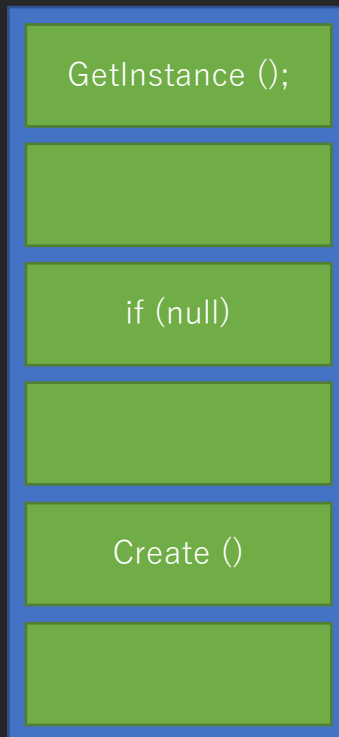 GetInstance ();
if (null)
Create ()